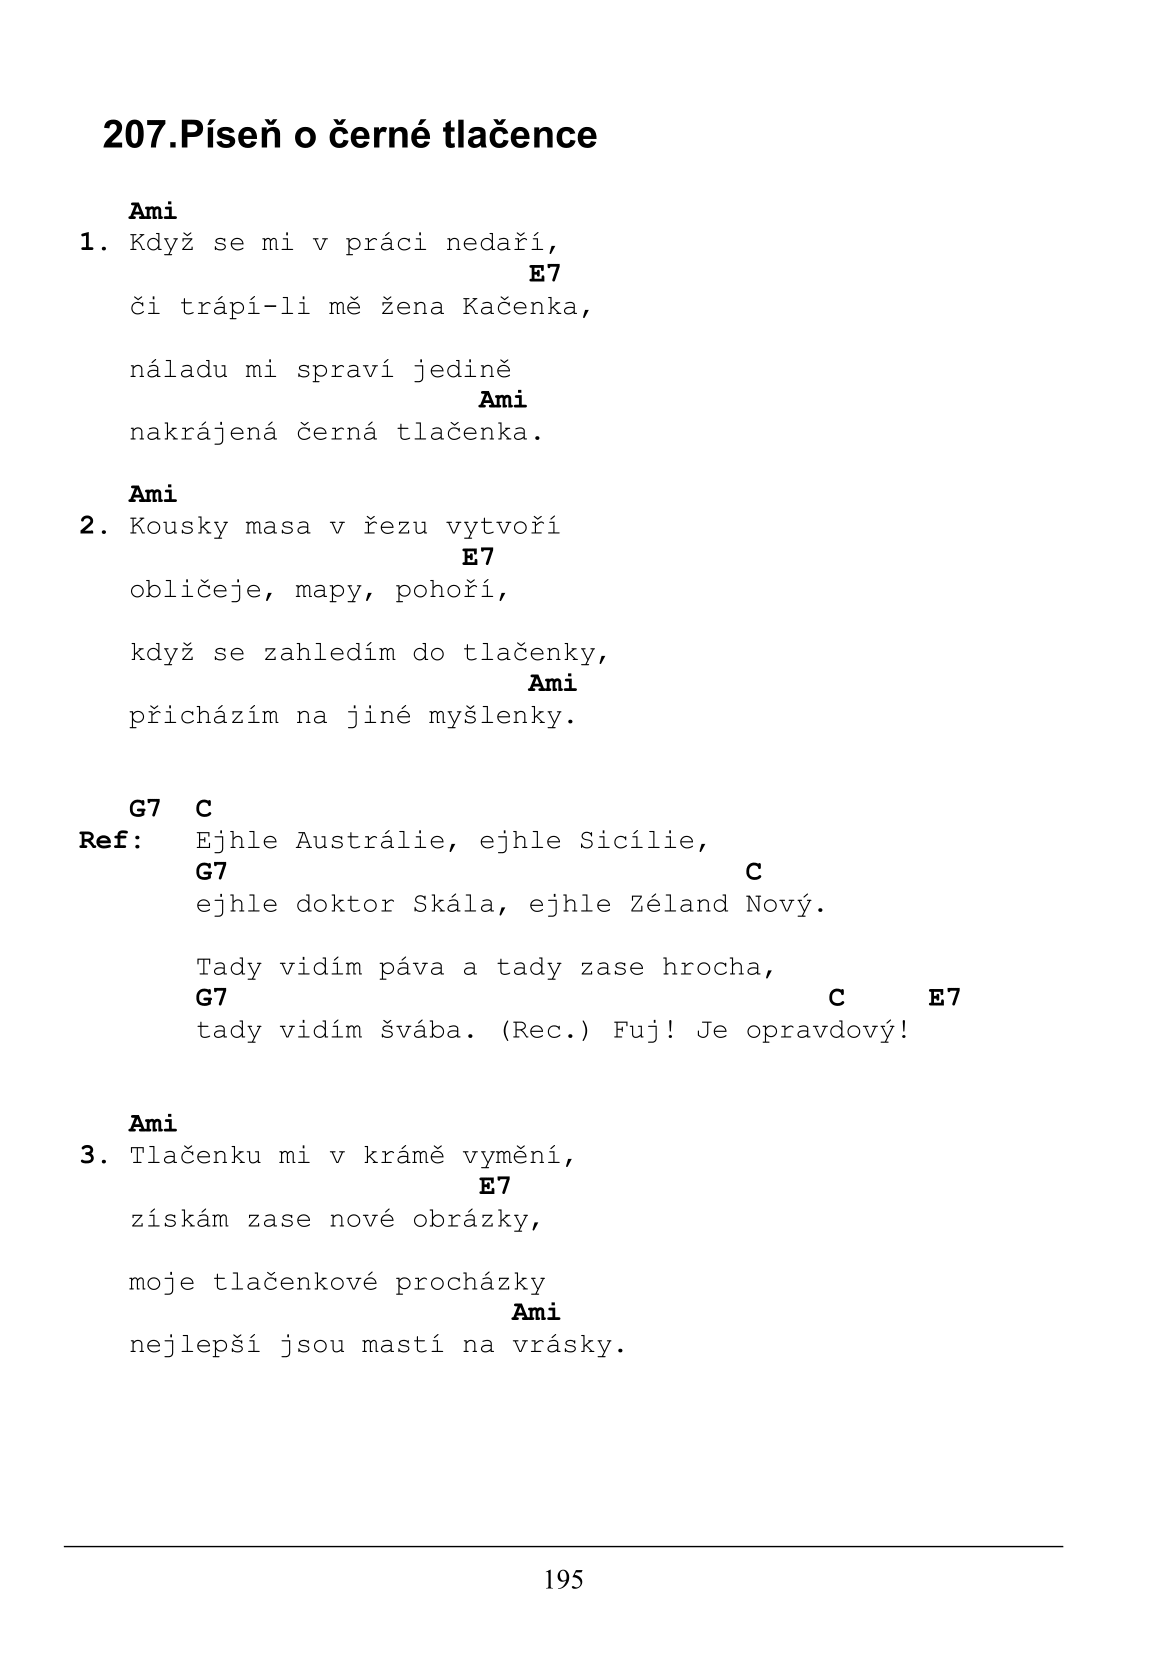 207.Píseň o černé tlačence
Ami
1. Když se mi v práci nedaří,
E7
či trápí-li mě žena Kačenka,
náladu mi spraví jedině
Ami
nakrájená černá tlačenka.
Ami
2. Kousky masa v řezu vytvoří
E7
obličeje, mapy, pohoří,
když se zahledím do tlačenky,
Ami
přicházím na jiné myšlenky.
G7 C
Ref: Ejhle Austrálie, ejhle Sicílie,
G7 C
ejhle doktor Skála, ejhle Zéland Nový.
Tady vidím páva a tady zase hrocha,
G7 C E7
tady vidím švába. (Rec.) Fuj! Je opravdový!
Ami
3. Tlačenku mi v krámě vymění,
E7
získám zase nové obrázky,
moje tlačenkové procházky
Ami
nejlepší jsou mastí na vrásky.
195